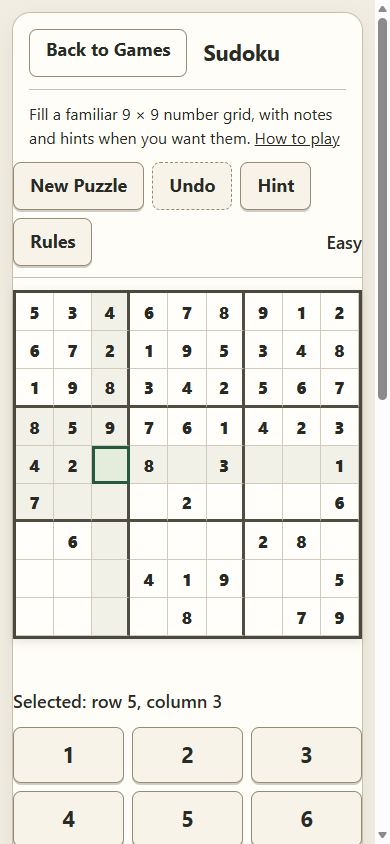 Back to Games
Sudoku
Fill a familiar 9 × 9 number grid, with notes
and hints when you want them. How to play
New Puzzle Undo Hint
Rules Easy
5 3 4 6 7 8 9 1 2
6 7 2 1 9 5 3 4 8
1 9 8 3 4 2 5 6 7
8 5 9 7 6 1 4 2 3
4 2 8 3 1
7 2 6
6 2 8
4 1 9 5
8 7 9
Selected: row 5, column 3
1 2 3
4 5 6